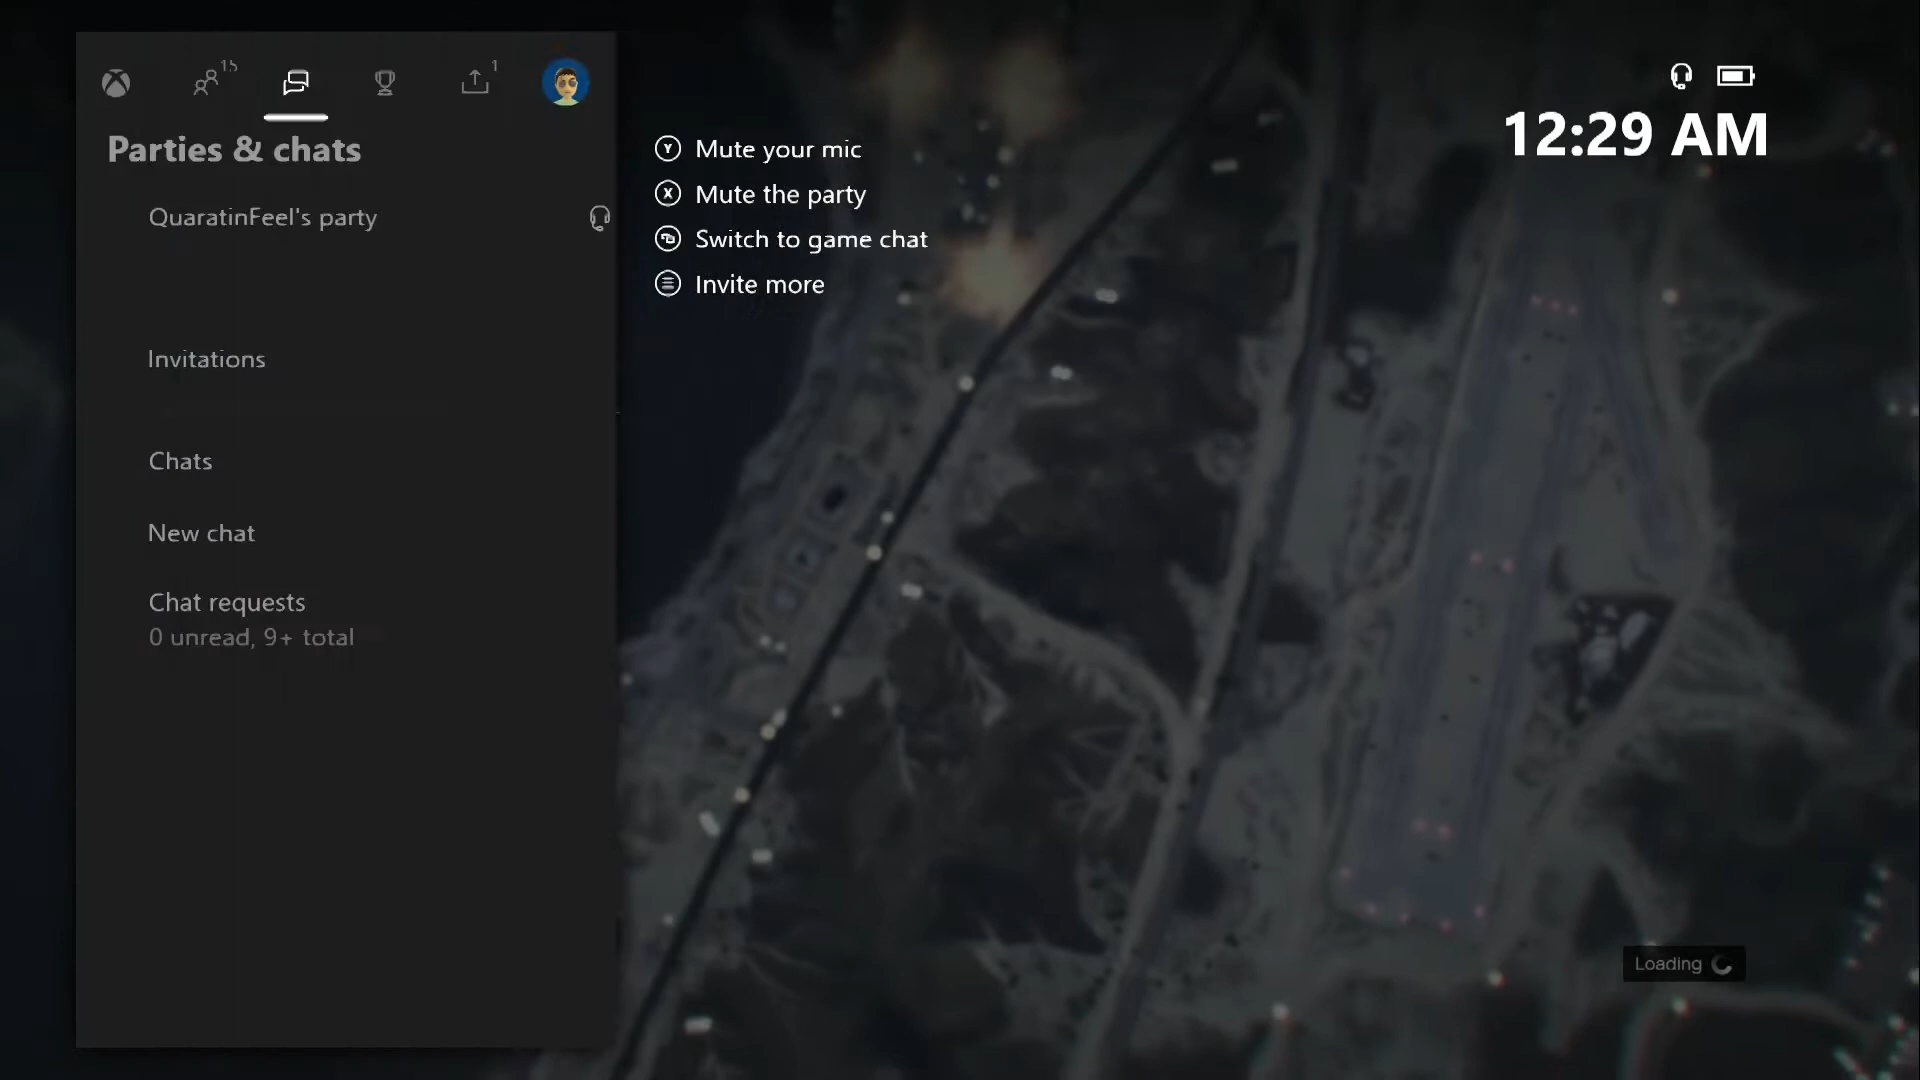 15
1
12:29 AM
Parties & chats
QuaratinFeel's party
Y Mute your mic
X Mute the party
Switch to game chat
Invite more
Invitations
Chats
New chat
Chat requests
0 unread, 9+ total
Loading